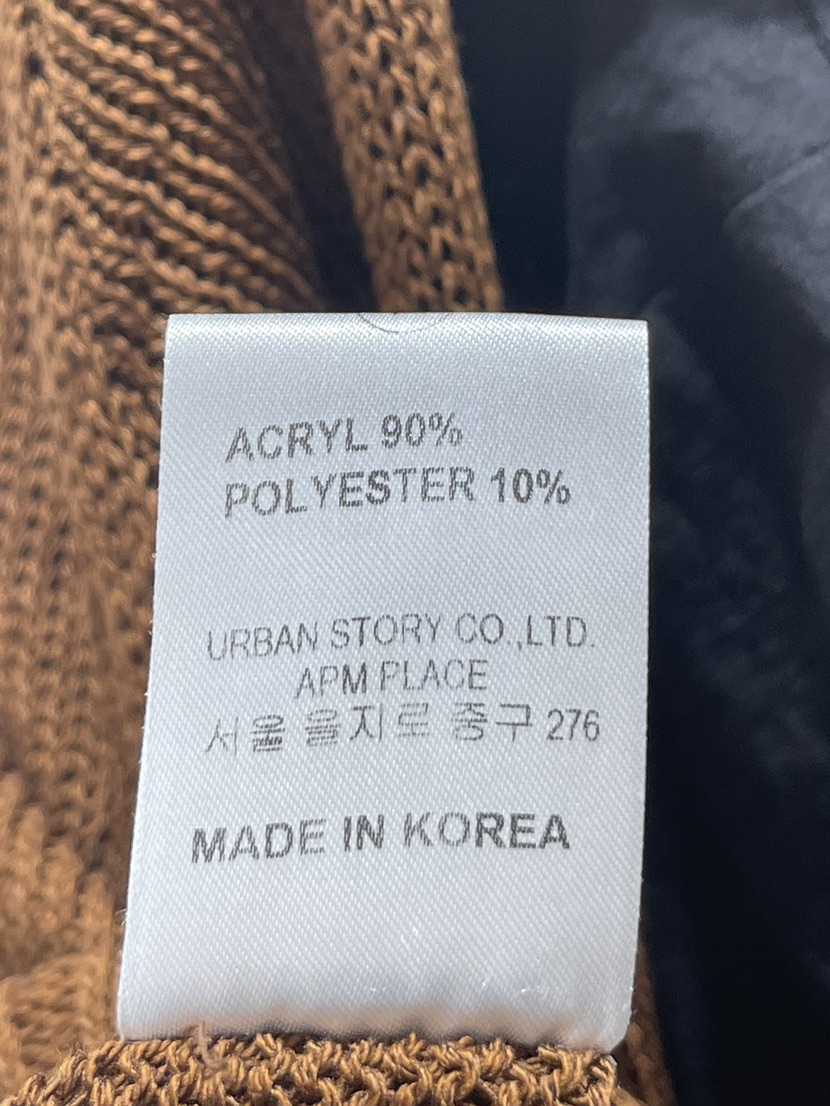 ACRYL 90%
POLYESTER 10%
URBAN STORY CO.,LTD.
APM PLACE
서울 을지로 중구 276
MADE IN KOREA